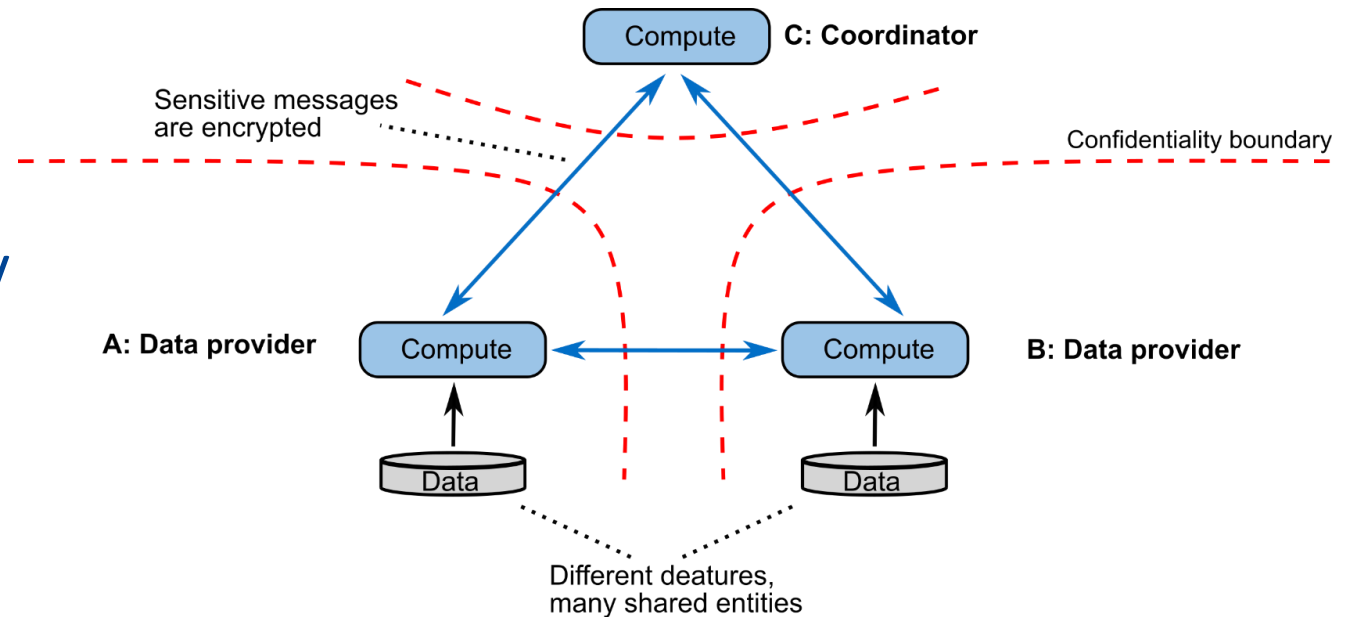 Compute
C: Coordinator
Sensitive messages
are encrypted
Confidentiality boundary
y
A: Data provider
Compute
Compute
B: Data provider
Data
Data
Different deatures,
many shared entities